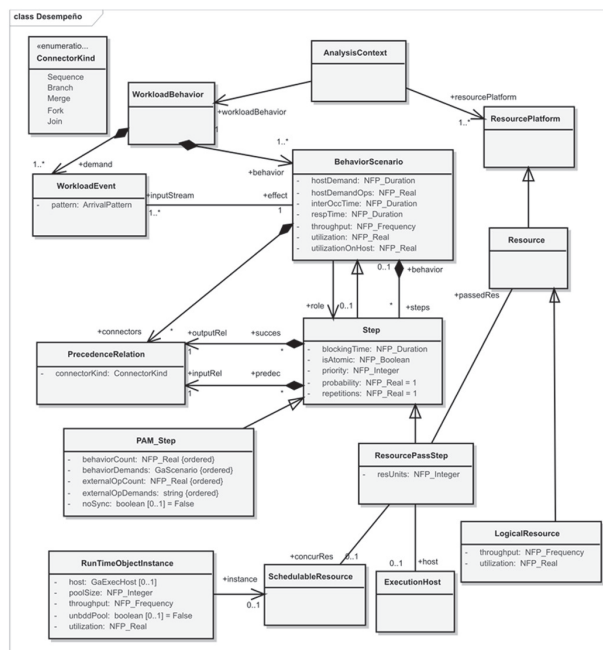 class Desempeño
«enumeratio...
ConnectorKind
Sequence
Branch
Merge
Fork
Join
AnalysisContext
WorkloadBehavior
+workloadBehavior
1
+resourcePlatform
1..*
ResourcePlatform
1..*
+demand
+behavior
WorkloadEvent
- pattern: ArrivalPattern
+inputStream
1..*
+effect
1
BehaviorScenario
- hostDemand: NFP_Duration
- hostDemandOps: NFP_Real
- interOccTime: NFP_Duration
- respTime: NFP_Duration
- throughput: NFP_Frequency
- utilization: NFP_Real
- utilizationOnHost: NFP_Real
Resource
0..1
+behavior
+passedRes
+role
0..1
*
+steps
+connectors
*
+outputRel
+succes
1
*
PrecedenceRelation
- connectorKind: ConnectorKind
+inputRel
+predec
1
*
Step
- blockingTime: NFP_Duration
- isAtomic: NFP_Boolean
- priority: NFP_Integer
- probability: NFP_Real = 1
- repetitions: NFP_Real = 1
PAM_Step
- behaviorCount: NFP_Real {ordered}
- behaviorDemands: GaScenario {ordered}
- externalOpCount: NFP_Real {ordered}
- externalOpDemands: string {ordered}
- noSync: boolean [0..1] = False
ResourcePassStep
- resUnits: NFP_Integer
LogicalResource
- throughput: NFP_Frequency
- utilization: NFP_Real
RunTimeObjectInstance
- host: GaExecHost [0..1]
- poolSize: NFP_Integer
- throughput: NFP_Frequency
- unbddPool: boolean [0..1] = False
- utilization: NFP_Real
+instance
0..1
+concurRes
0..1
SchedulableResource
0..1
+host
ExecutionHost